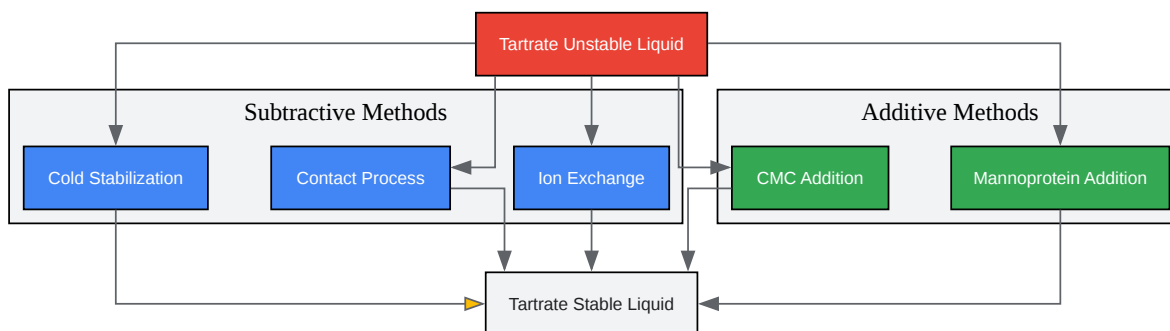 Tartrate Unstable Liquid
Subtractive Methods
Additive Methods
Cold Stabilization
Contact Process
Ion Exchange
CMC Addition
Mannoprotein Addition
Tartrate Stable Liquid